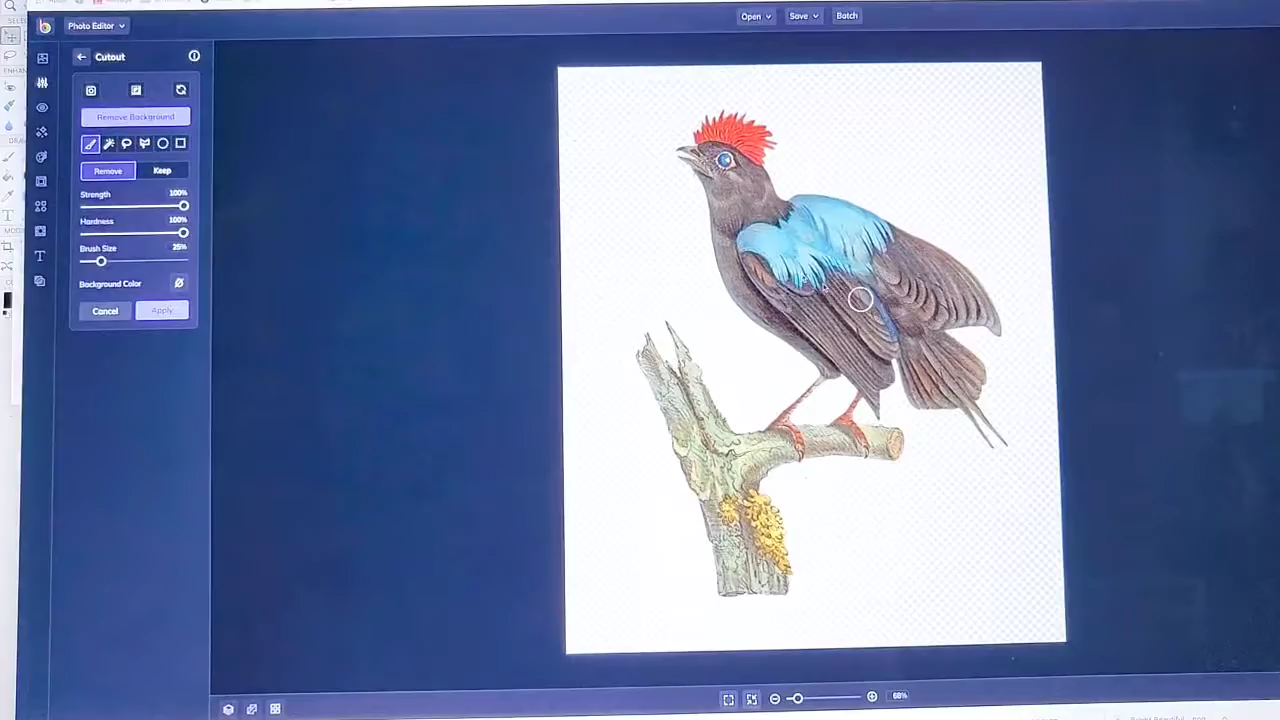 Photo Editor
Open
Save
Batch
Cutout
Remove Background
Remove
Keep
Strength
100%
Hardness
100%
Brush Size
25%
Background Color
Cancel
Apply
68%